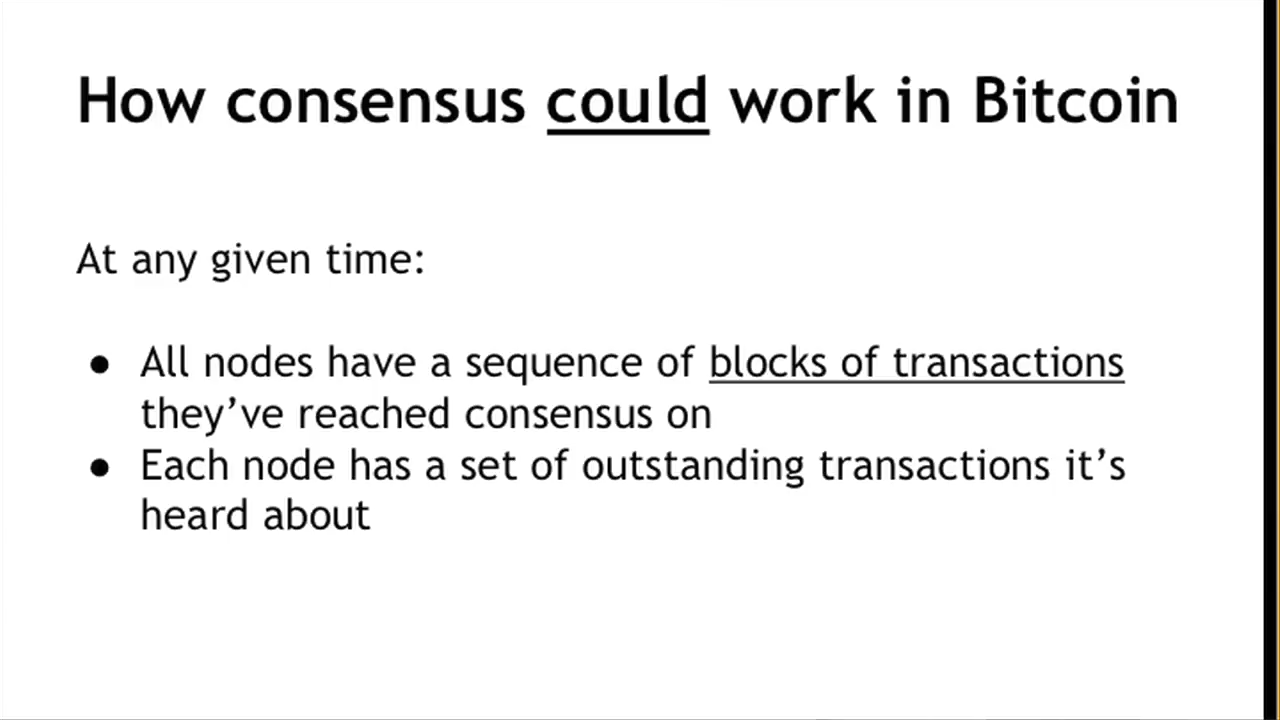 How consensus could work in Bitcoin
At any given time:
● All nodes have a sequence of blocks of transactions
they’ve reached consensus on
● Each node has a set of outstanding transactions it’s
heard about